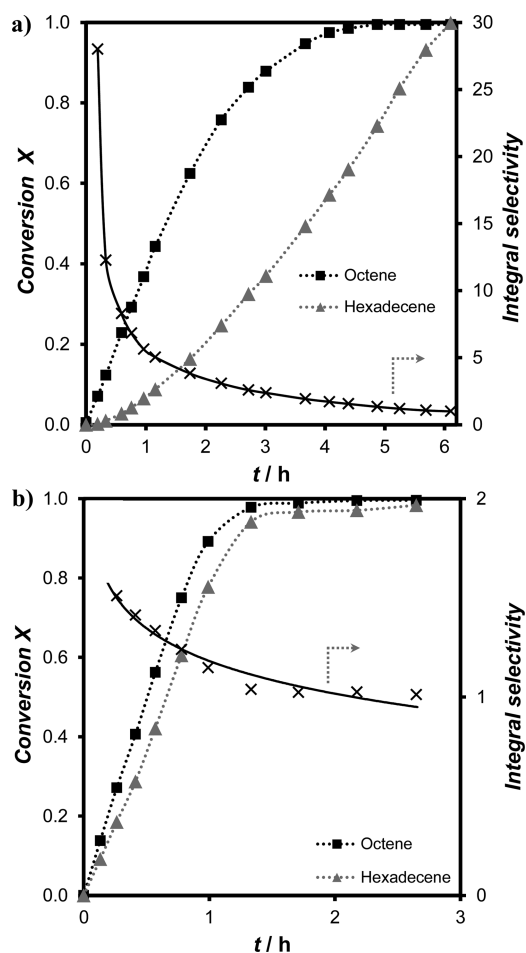 a)
1.0
0.8
0.6
0.4
0.2
0.0
Conversion X
30
25
20
15
10
5
0
Integral selectivity
Octene
Hexadecene
0 1 2 3 4 5 6
t / h
b)
1.0
0.8
0.6
0.4
0.2
0.0
Conversion X
2
1
0
Integral selectivity
Octene
Hexadecene
0 1 2 3
t / h